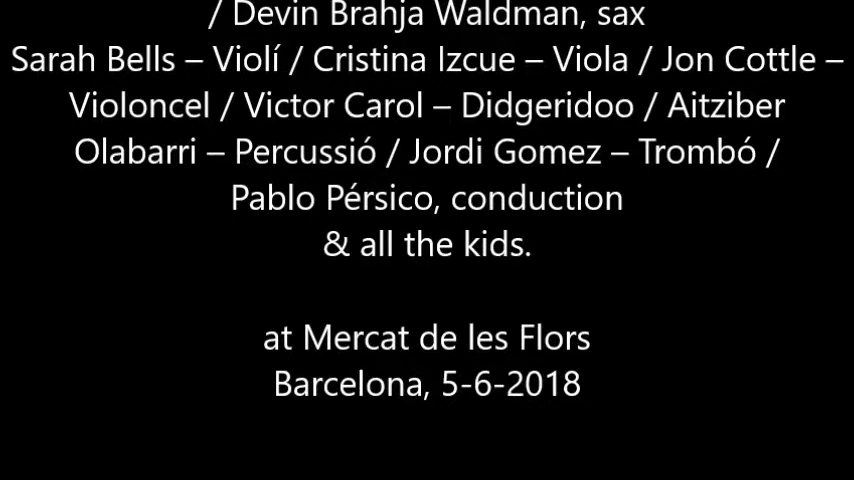 / Devin Brahja Waldman, sax
Sarah Bells – Violí / Cristina Izcue – Viola / Jon Cottle –
Violoncel / Victor Carol – Didgeridoo / Aitziber
Olabarri – Percussió / Jordi Gomez – Trombó /
Pablo Pérsico, conduction
& all the kids.
at Mercat de les Flors
Barcelona, 5-6-2018